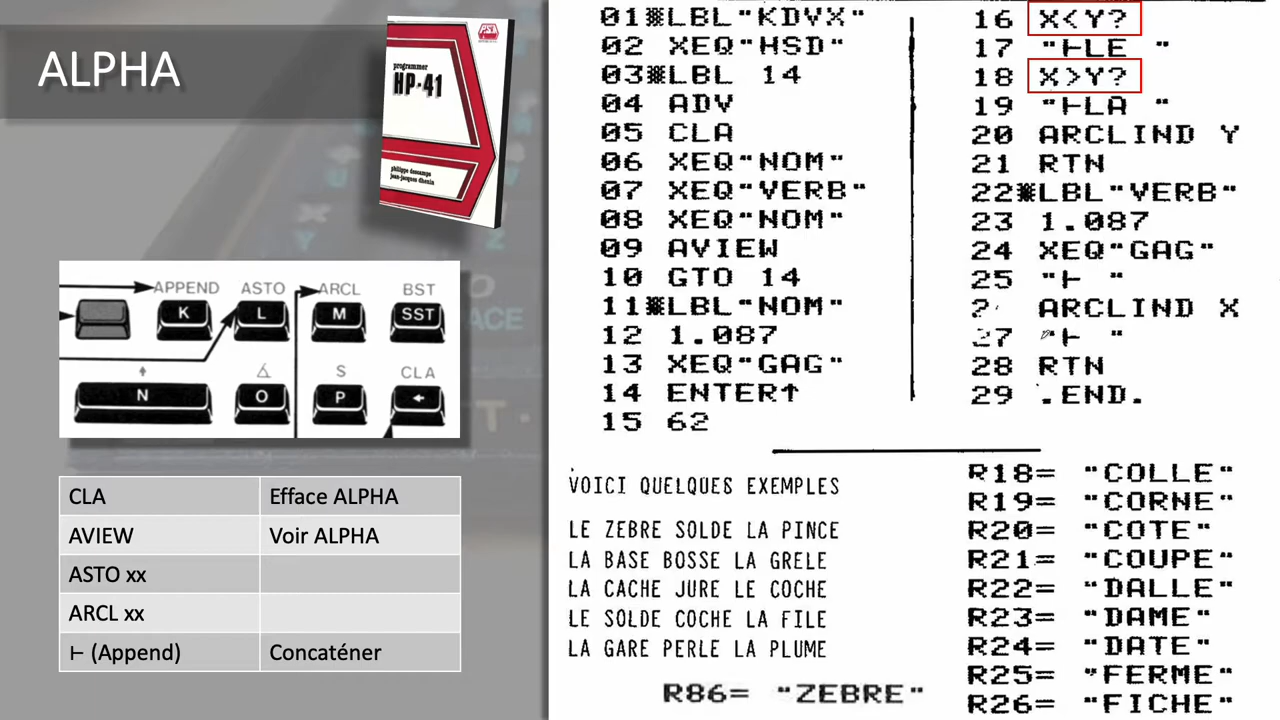 ALPHA
programmer
HP-41
philippe descamps
jean-jacques dhenin
APPEND ASTO ARCL BST
K L M SST
S CLA
N O P
CLA Efface ALPHA
AVIEW Voir ALPHA
ASTO xx
ARCL xx
⊢ (Append) Concaténer
01※LBL"KDVX"
02 XEQ"HSD"
03※LBL 14
04 ADV
05 CLA
06 XEQ"NOM"
07 XEQ"VERB"
08 XEQ"NOM"
09 AVIEW
10 GTO 14
11※LBL"NOM"
12 1.087
13 XEQ"GAG"
14 ENTER↑
15 62
16 X<Y?
17 "⊢LE "
18 X>Y?
19 "⊢LA "
20 ARCLIND Y
21 RTN
22※LBL"VERB"
23 1.087
24 XEQ"GAG"
25 "⊢ "
ARCLIND X
27 "⊢ "
28 RTN
29 .END.
VOICI QUELQUES EXEMPLES
LE ZEBRE SOLDE LA PINCE
LA BASE BOSSE LA GRELE
LA CACHE JURE LE COCHE
LE SOLDE COCHE LA FILE
LA GARE PERLE LA PLUME
R86= "ZEBRE"
R18= "COLLE"
R19= "CORNE"
R20= "COTE"
R21= "COUPE"
R22= "DALLE"
R23= "DAME"
R24= "DATE"
R25= "FERME"
R26= "FICHE"